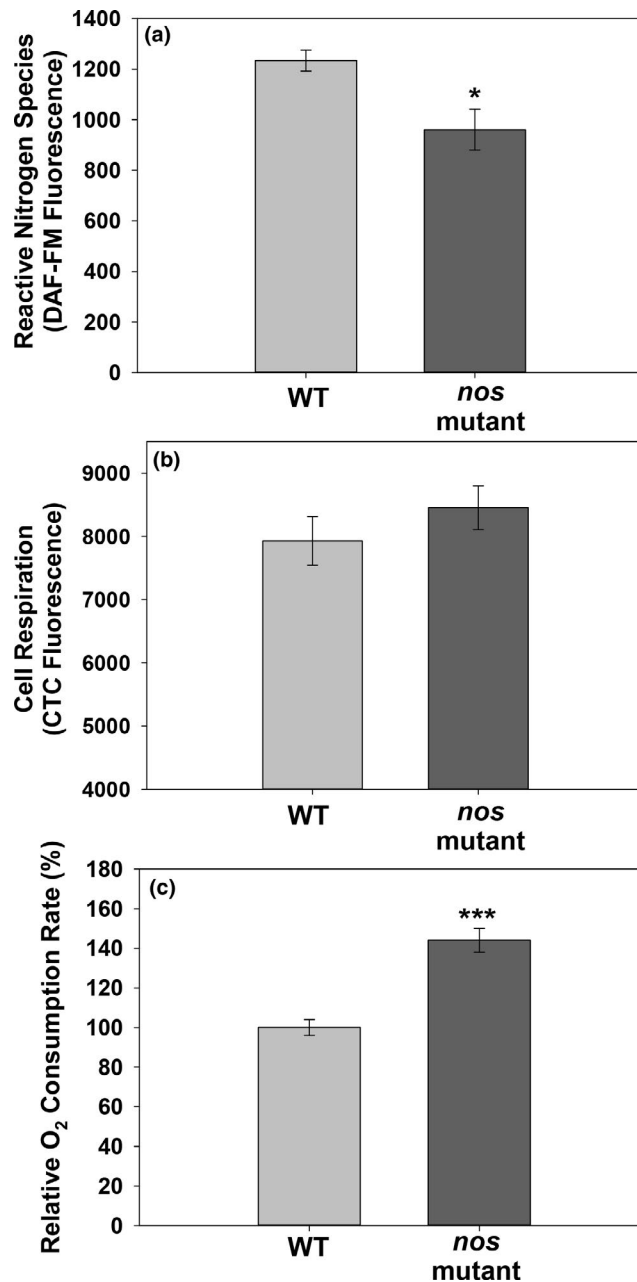 (a)
Reactive Nitrogen Species
(DAF-FM Fluorescence)
1400
1200
1000
800
600
400
200
0
*
WT
nos
mutant
(b)
Cell Respiration
(CTC Fluorescence)
9000
8000
7000
6000
5000
4000
WT
nos
mutant
(c)
Relative O₂ Consumption Rate (%)
180
160
140
120
100
80
60
40
20
0
***
WT
nos
mutant